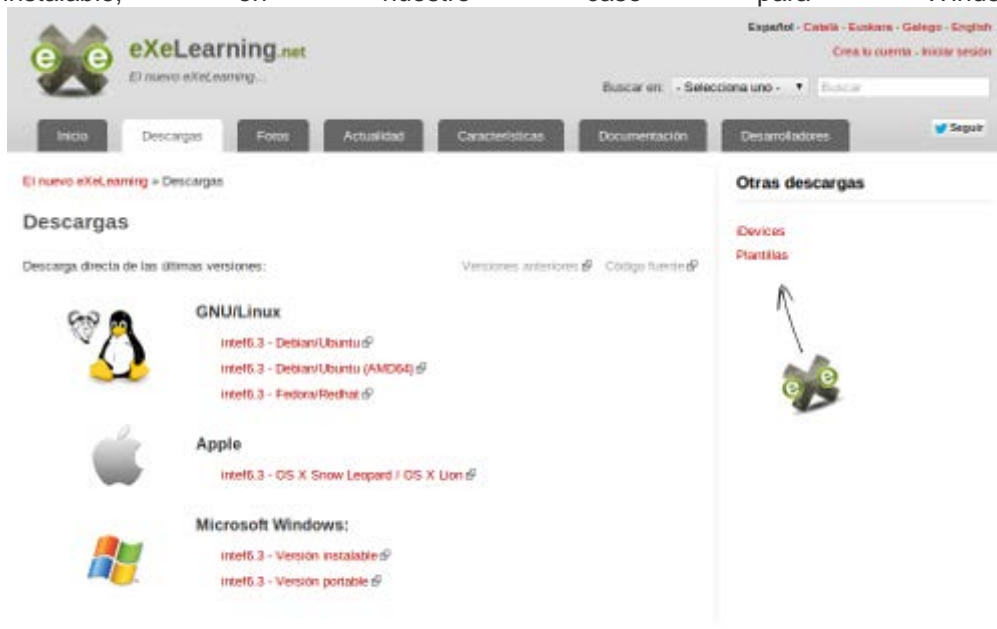 instalable, en nuestro caso para Windo
Español - Català - Euskara - Galego - English
eXeLearning.net
Crea tu cuenta - Iniciar sesión
El nuevo eXeLearning...
Buscar en: - Selecciona uno - Buscar
Inicio Descargas Foros Actualidad Características Documentación Desarrolladores Seguir
El nuevo eXeLearning » Descargas
Otras descargas
Descargas
iDevices
Plantillas
Descarga directa de las últimas versiones: Versiones anteriores Código fuente
GNU/Linux
intef6.3 - Debian/Ubuntu
intef6.3 - Debian/Ubuntu (AMD64)
intef6.3 - Fedora/Redhat
Apple
intef6.3 - OS X Snow Leopard / OS X Lion
Microsoft Windows:
intef6.3 - Versión instalable
intef6.3 - Versión portable